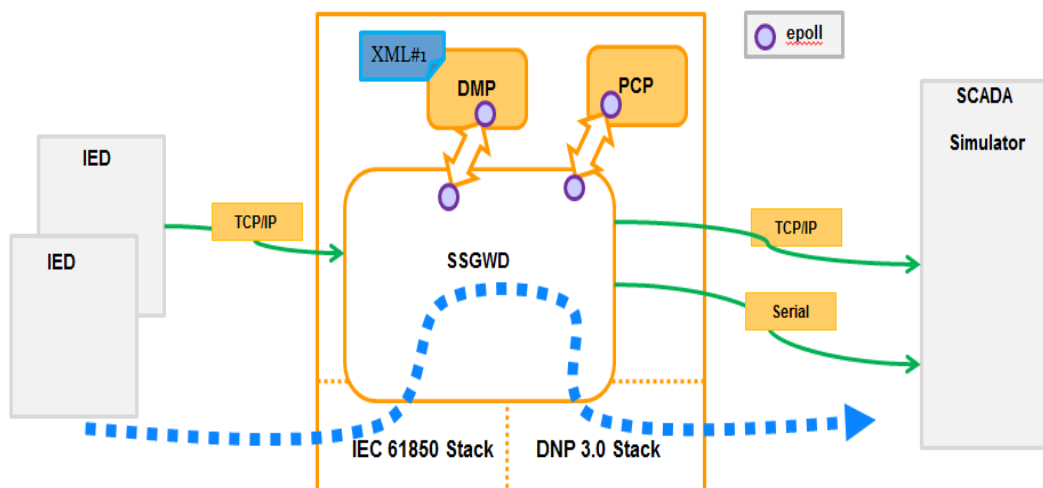 epoll
XML#1
DMP
PCP
SCADA
Simulator
IED
TCP/IP
TCP/IP
IED
SSGWD
Serial
IEC 61850 Stack
DNP 3.0 Stack